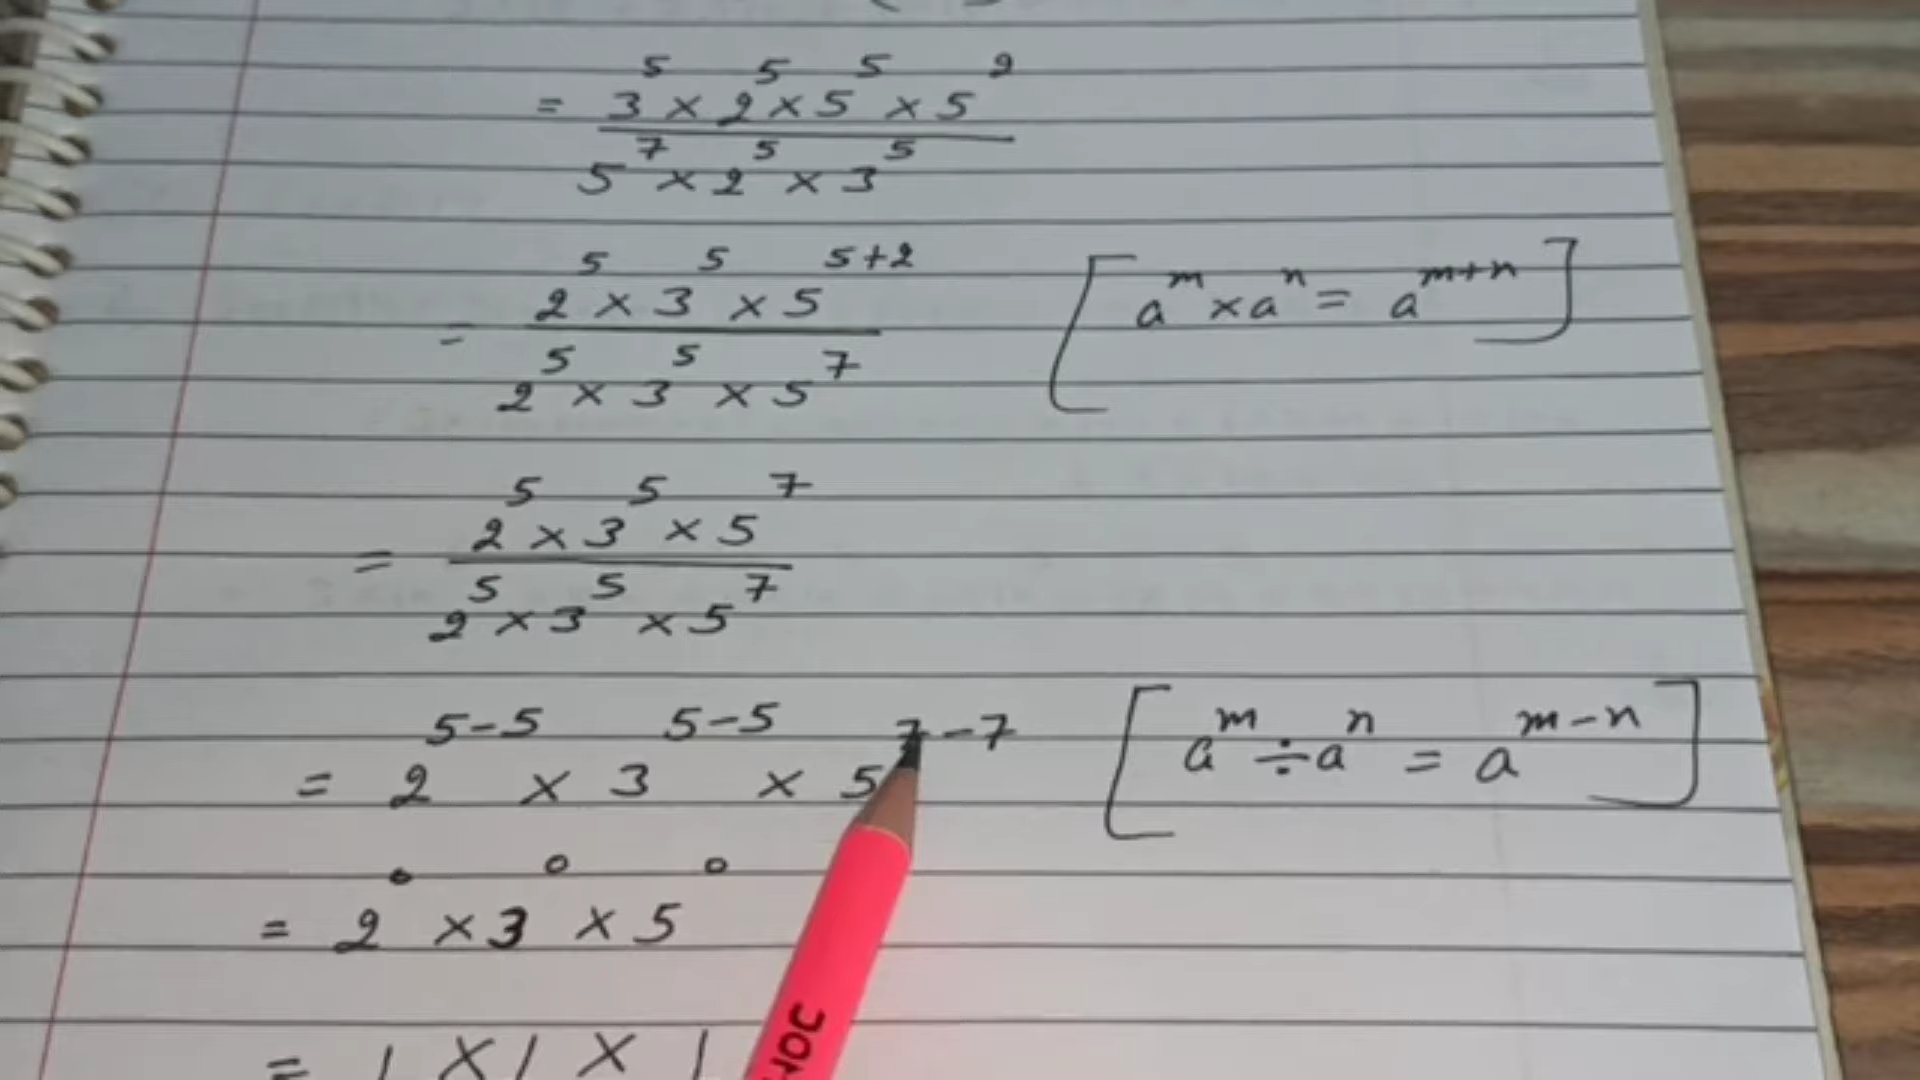 = 3⁵ × 2⁵ × 5⁵ × 5²
5⁷ × 2⁵ × 3⁵
= 2⁵ × 3⁵ × 5⁵⁺² [aᵐ × aⁿ = aᵐ⁺ⁿ]
2⁵ × 3⁵ × 5⁷
= 2⁵ × 3⁵ × 5⁷
2⁵ × 3⁵ × 5⁷
= 2⁵⁻⁵ × 3⁵⁻⁵ × 5⁷⁻⁷ [aᵐ ÷ aⁿ = aᵐ⁻ⁿ]
= 2⁰ × 3⁰ × 5⁰
= 1 × 1 × 1
HOC